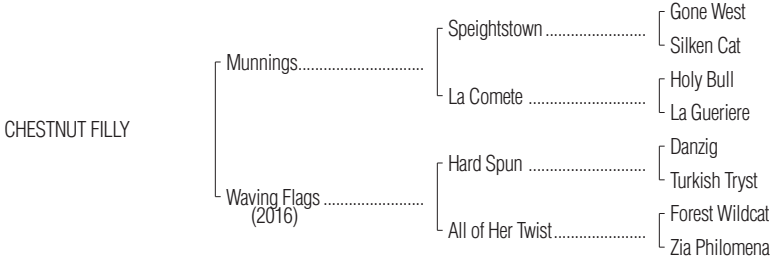 Gone West
Speightstown
Silken Cat
Munnings
Holy Bull
La Comete
La Gueriere
CHESTNUT FILLY
Danzig
Hard Spun
Turkish Tryst
Waving Flags
(2016)
Forest Wildcat
All of Her Twist
Zia Philomena